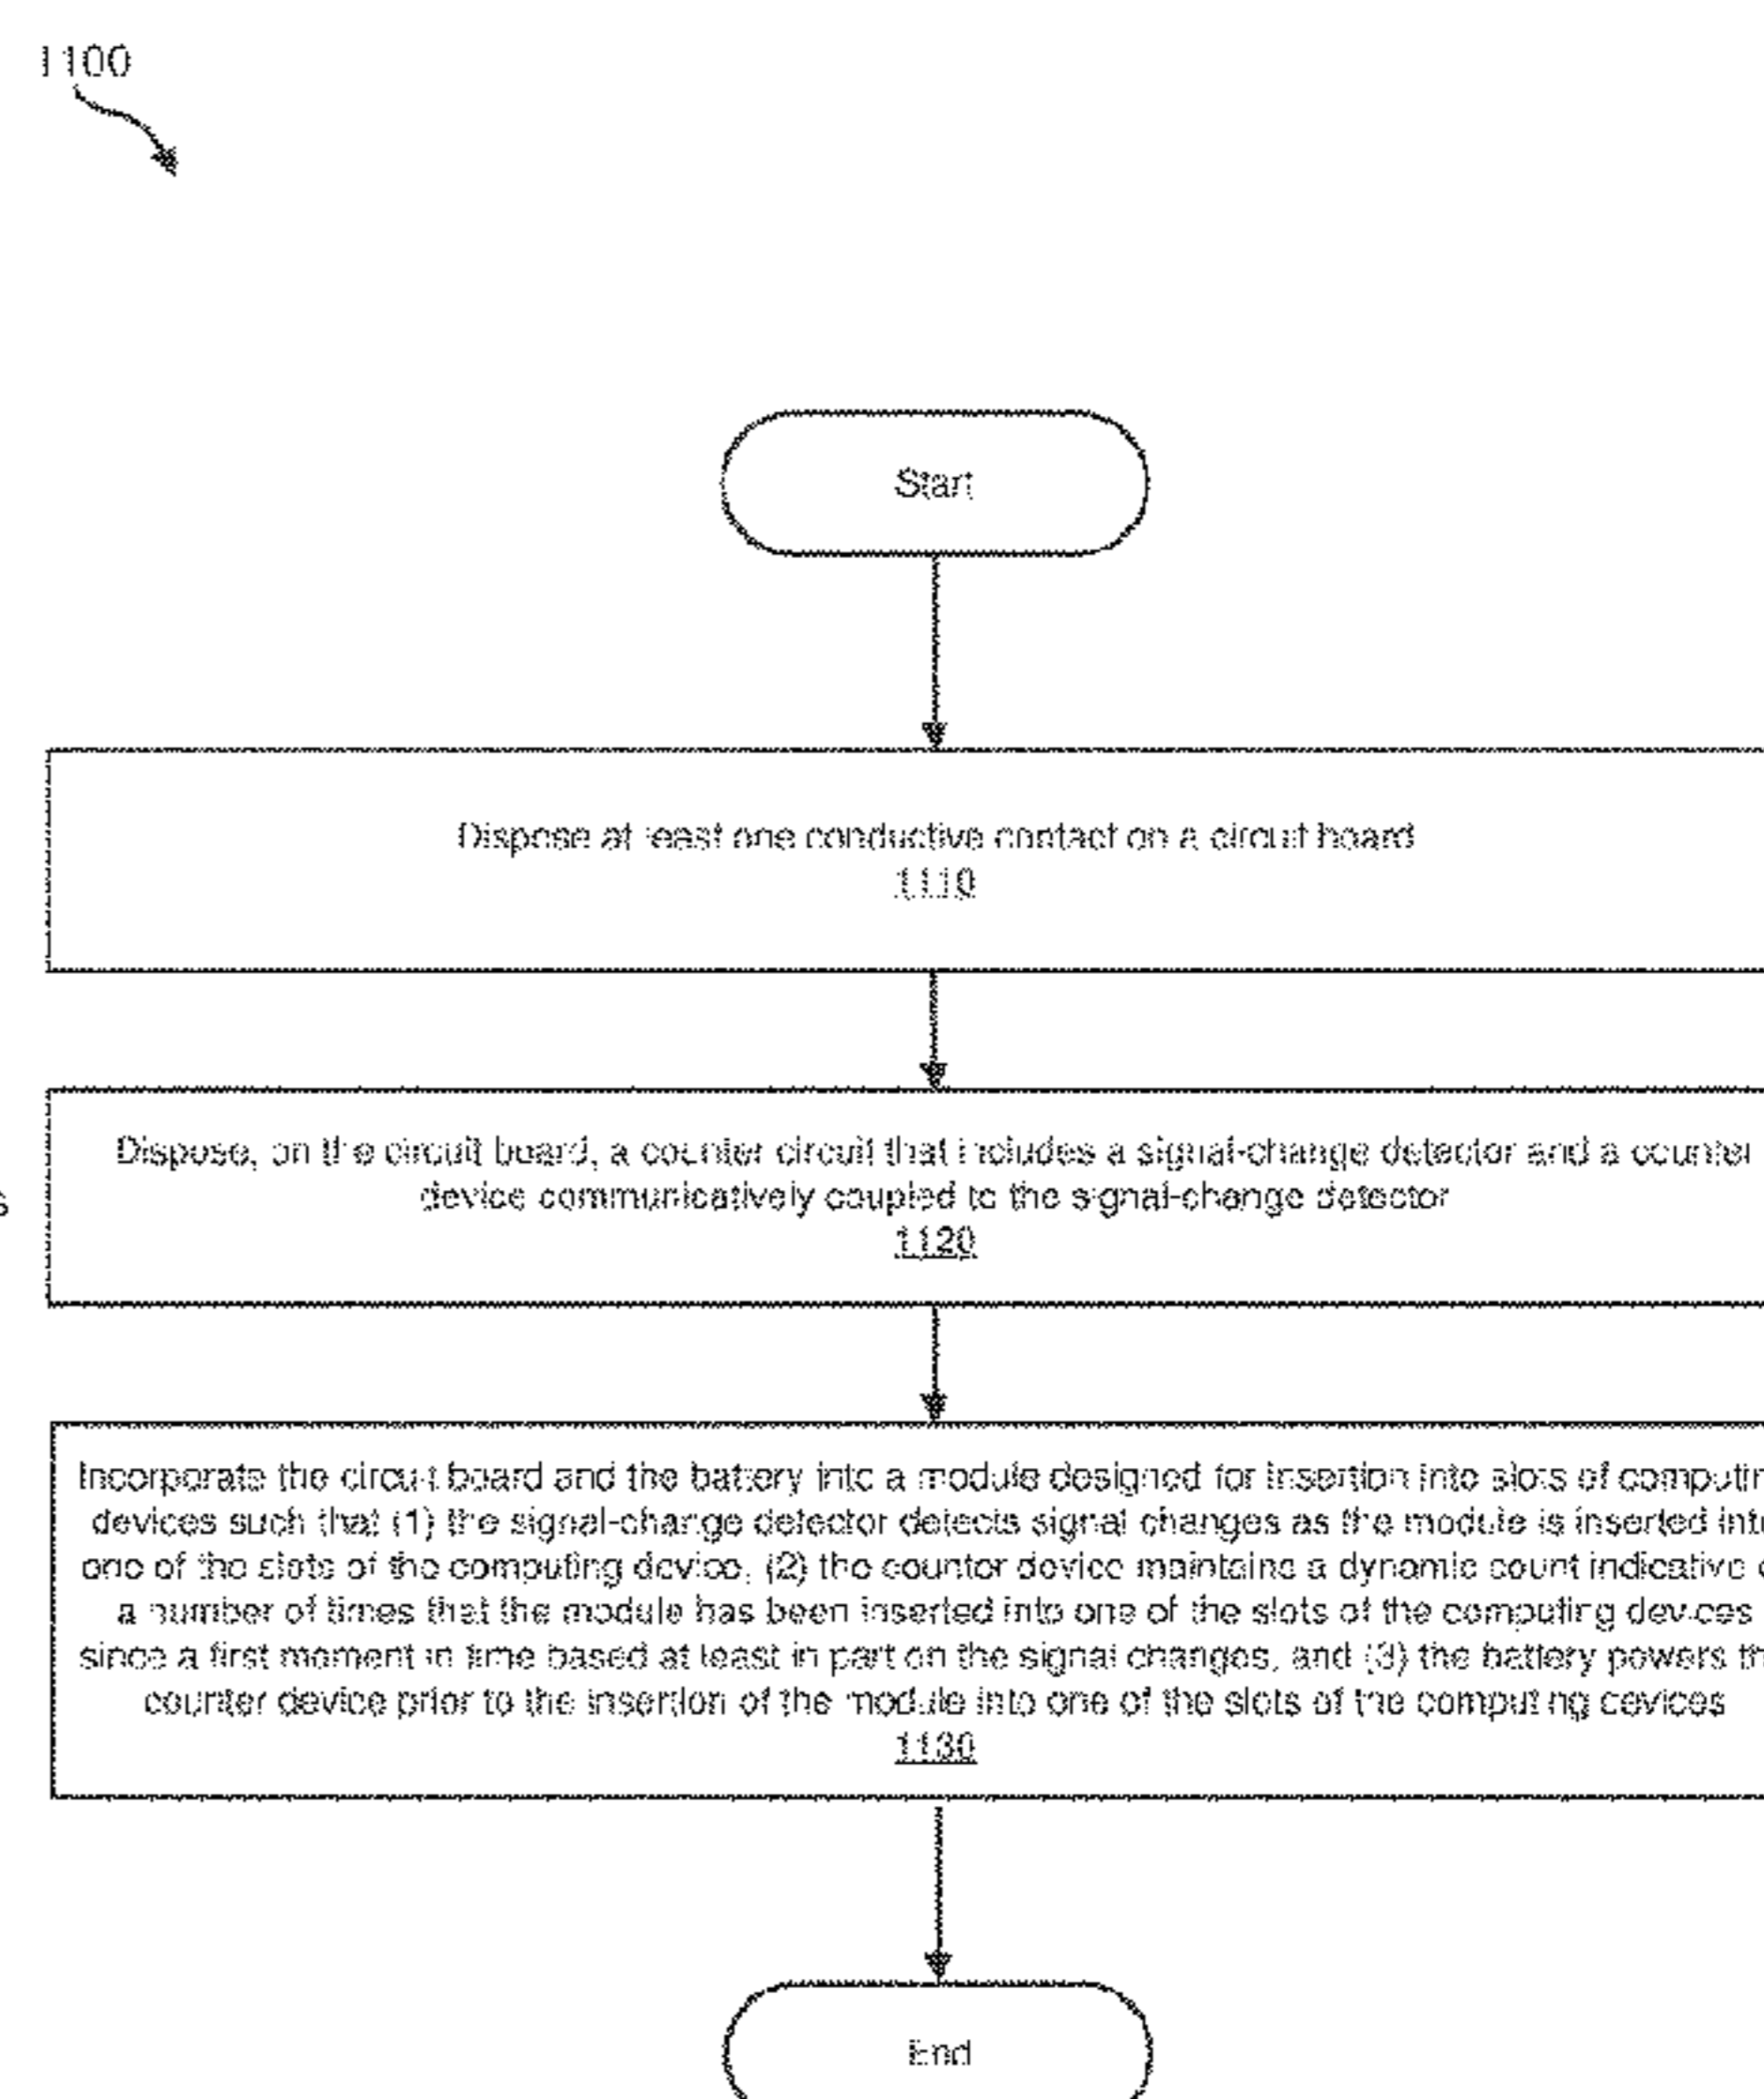 1100
Start
Dispose at least one conductive contact on a circuit board
1110
Dispose, on the circuit board, a counter circuit that includes a signal-change detector and a counter
device communicatively coupled to the signal-change detector
1120
Incorporate the circuit board and the battery into a module designed for insertion into slots of computin
devices such that (1) the signal-change detector detects signal changes as the module is inserted int
one of the slots of the computing device, (2) the counter device maintains a dynamic count indicative
a number of times that the module has been inserted into one of the slots of the computing devices
since a first moment in time based at least in part on the signal changes, and (3) the battery powers th
counter device prior to the insertion of the module into one of the slots of the computing devices
1130
End